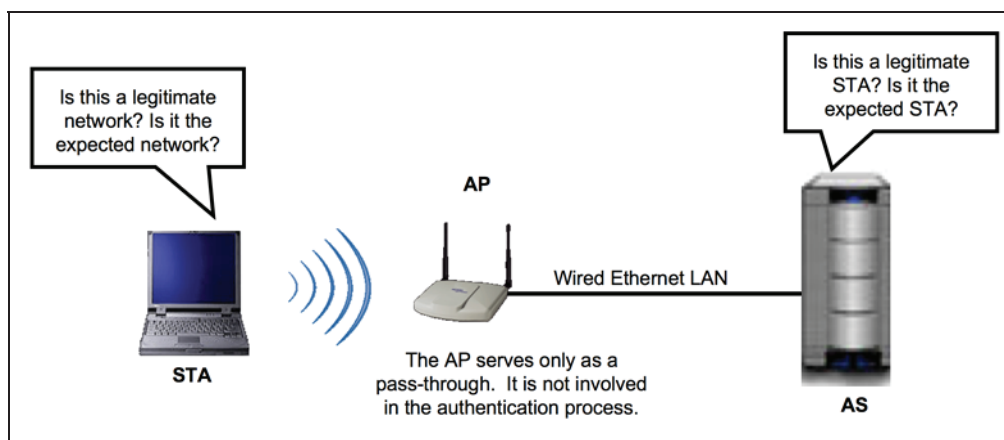 Is this a legitimate
network? Is it the
expected network?
Is this a legitimate
STA? Is it the
expected STA?
AP
Wired Ethernet LAN
STA
The AP serves only as a
pass-through. It is not involved
in the authentication process.
AS